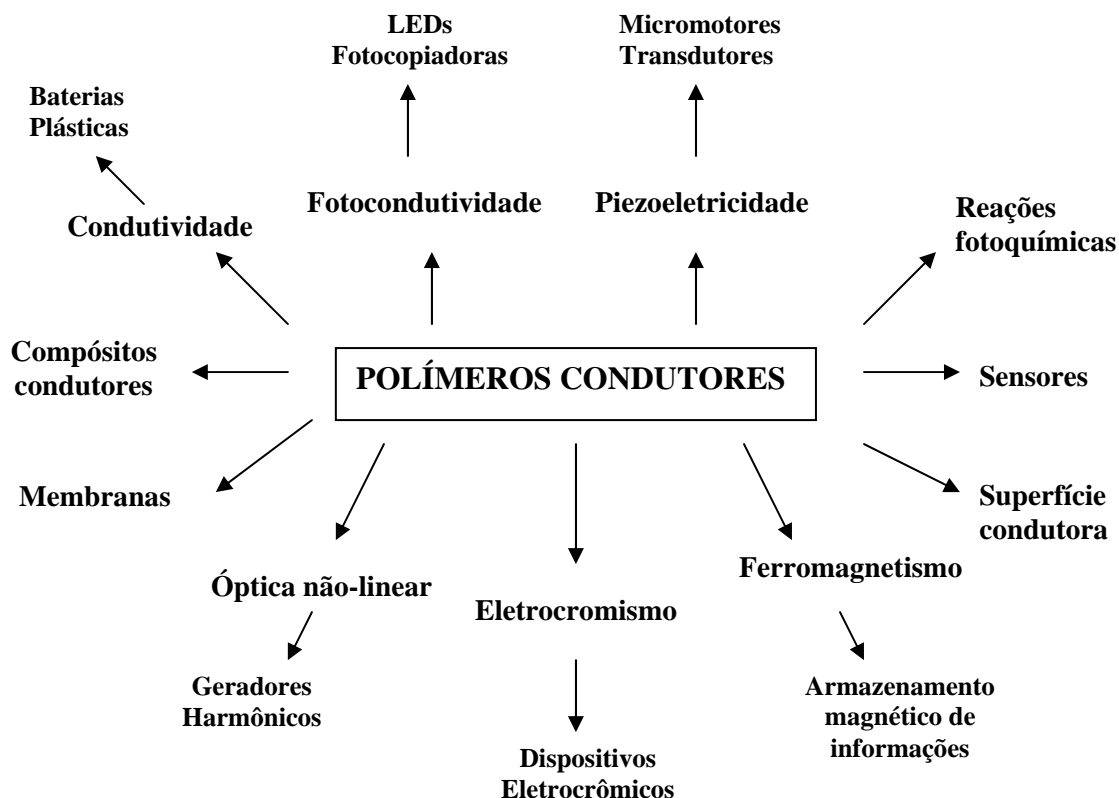 LEDs
Fotocopiadoras
Micromotores
Transdutores
Baterias
Plásticas
Fotocondutividade
Piezoeletricidade
Condutividade
Reações
fotoquímicas
Compósitos
condutores
POLÍMEROS CONDUTORES
Sensores
Membranas
Superfície
condutora
Óptica não-linear
Eletrocromismo
Ferromagnetismo
Geradores
Harmônicos
Dispositivos
Eletrocrômicos
Armazenamento
magnético de
informações